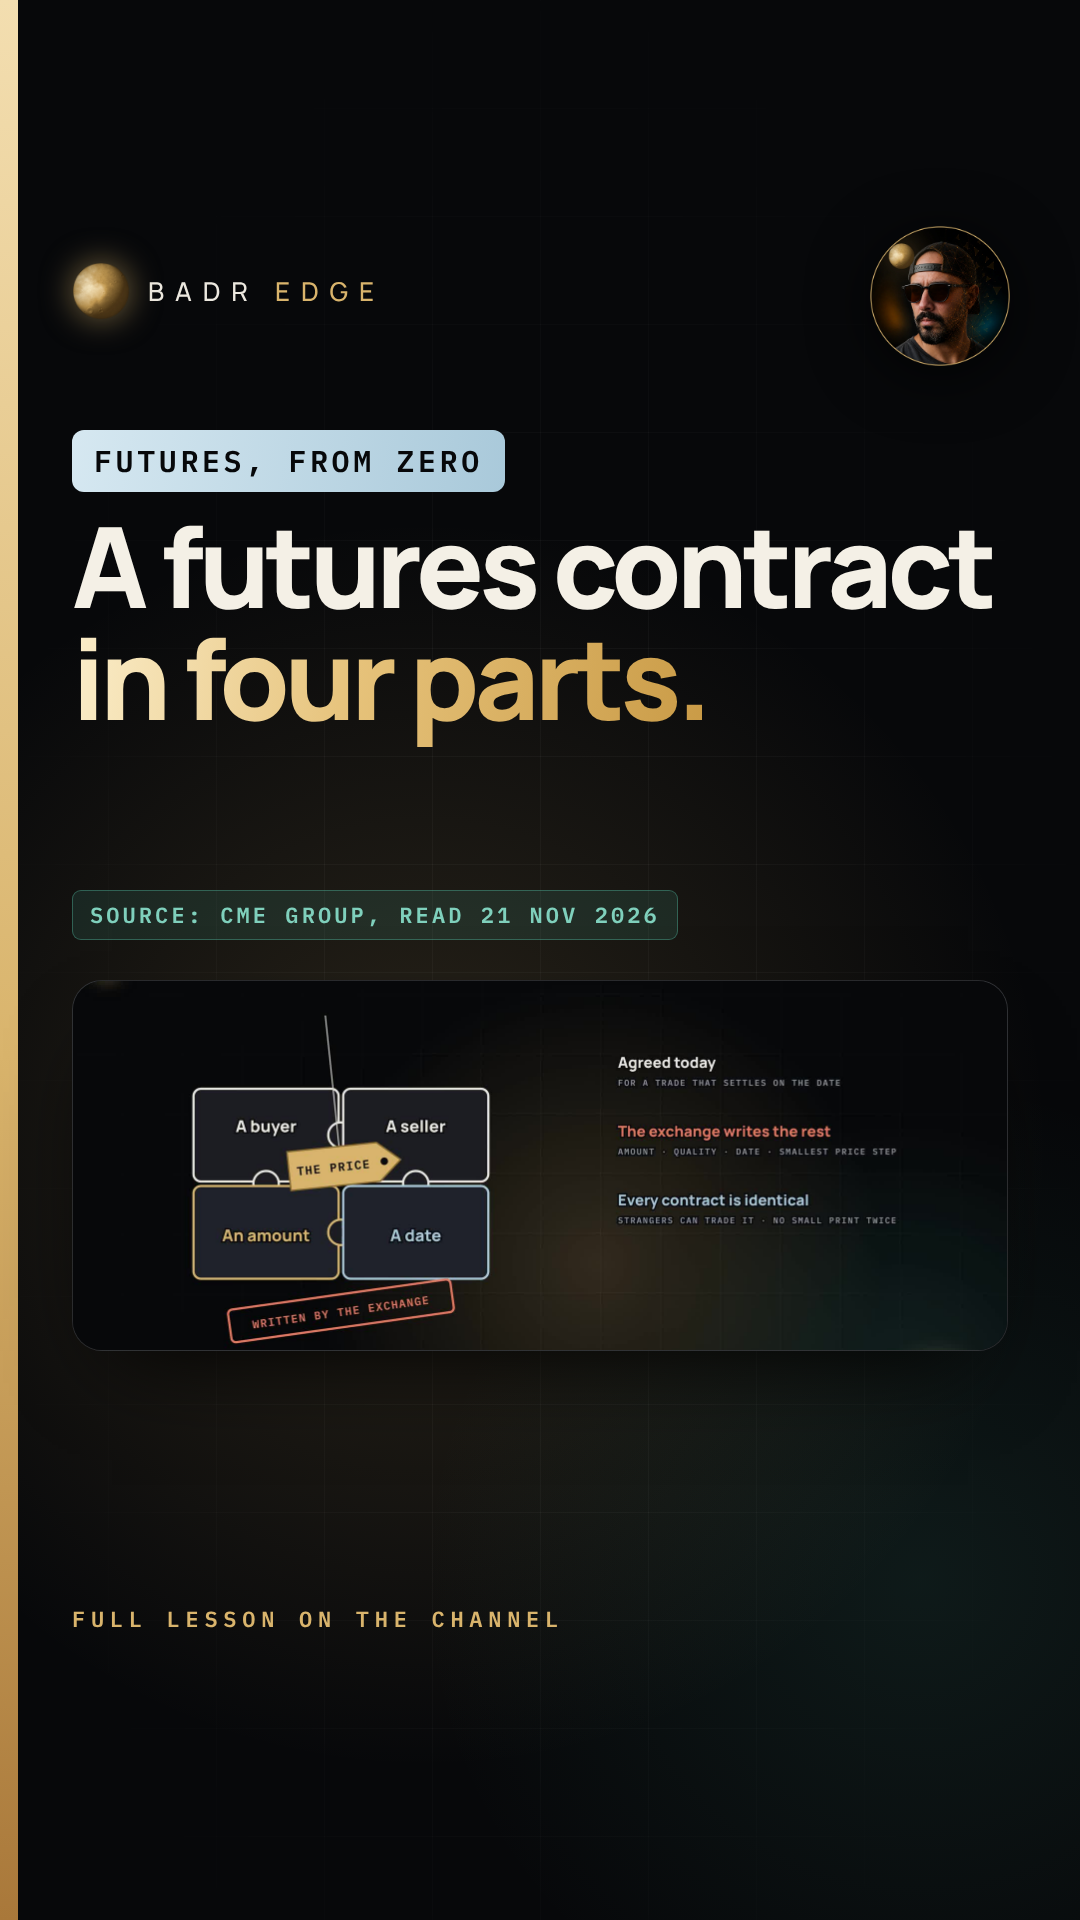 BADR EDGE
FUTURES, FROM ZERO
A futures contract
in four parts.
SOURCE: CME GROUP, READ 21 NOV 2026
A buyer
A seller
THE PRICE
An amount
A date
WRITTEN BY THE EXCHANGE
Agreed today
FOR A TRADE THAT SETTLES ON THE DATE
The exchange writes the rest
AMOUNT · QUALITY · DATE · SMALLEST PRICE STEP
Every contract is identical
STRANGERS CAN TRADE IT · NO SMALL PRINT TWICE
FULL LESSON ON THE CHANNEL